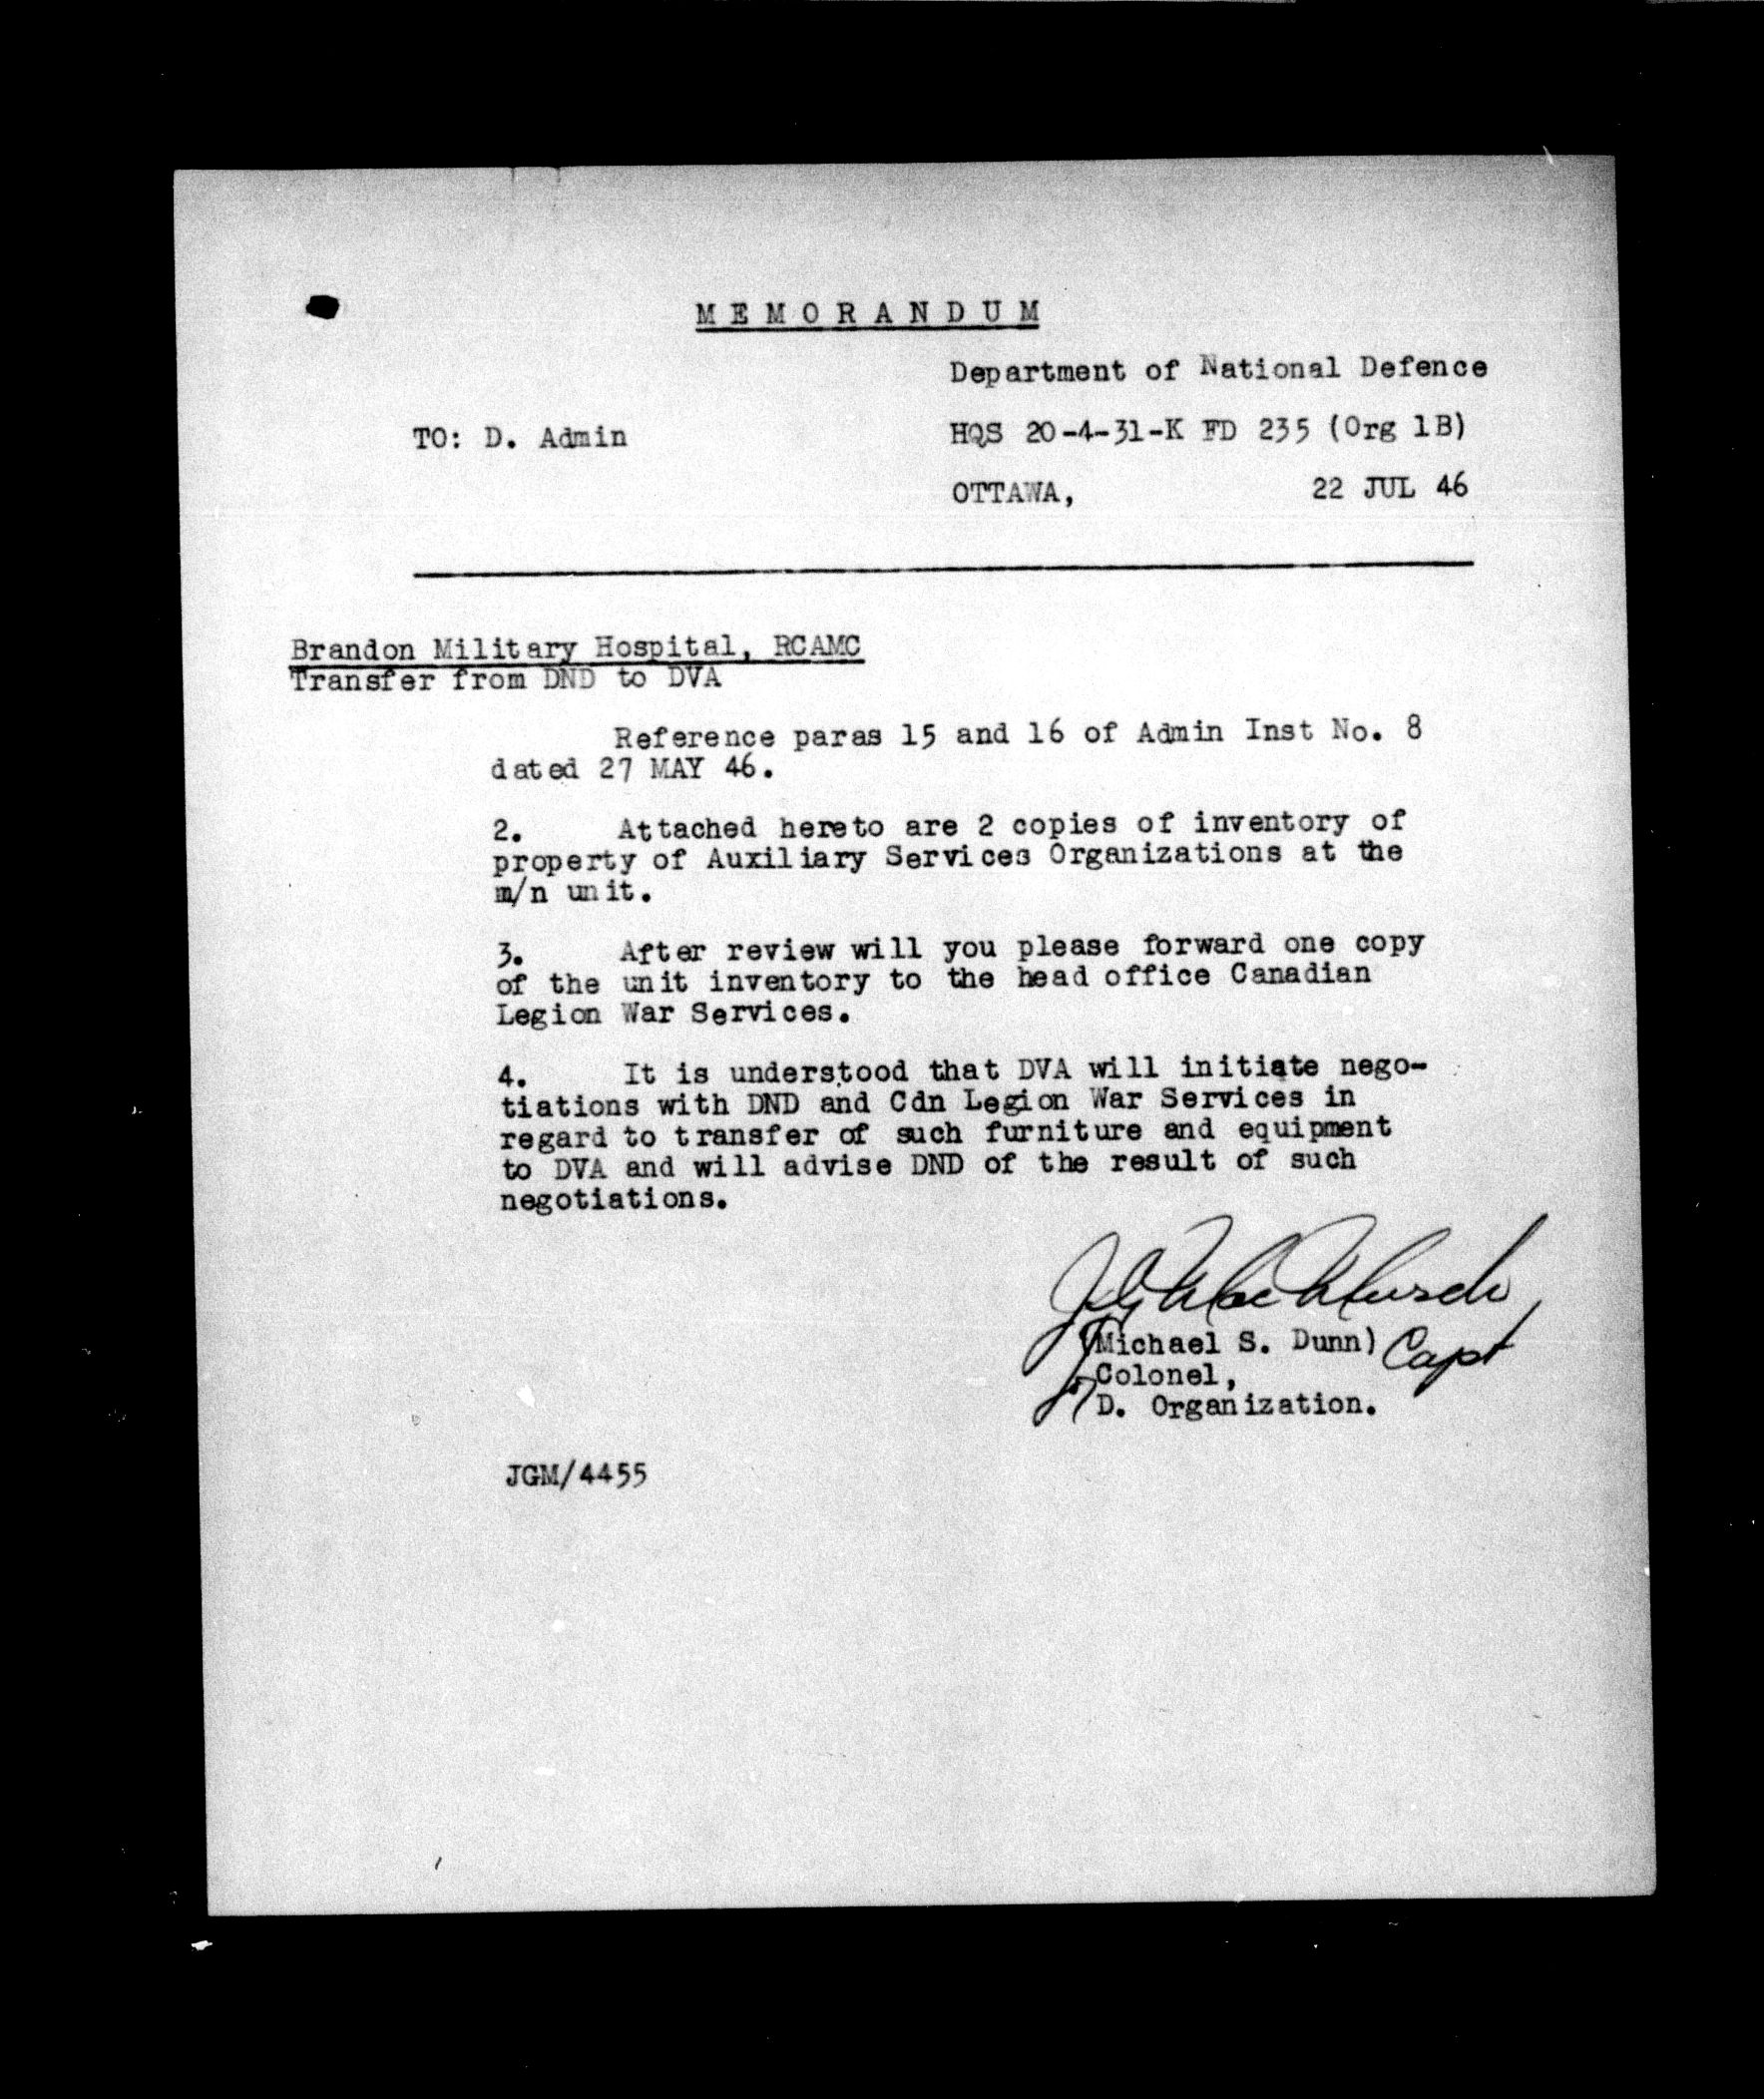 M E M O R A N D U M
Department of National Defence
TO: D. Admin
HQS 20-4-31-K FD 235 (Org 1B)
OTTAWA, 22 JUL 46
Brandon Military Hospital, RCAMC
Transfer from DND to DVA
Reference paras 15 and 16 of Admin Inst No. 8
dated 27 MAY 46.
2. Attached hereto are 2 copies of inventory of
property of Auxiliary Services Organizations at the
m/n unit.
3. After review will you please forward one copy
of the unit inventory to the head office Canadian
Legion War Services.
4. It is understood that DVA will initiate nego-
tiations with DND and Cdn Legion War Services in
regard to transfer of such furniture and equipment
to DVA and will advise DND of the result of such
negotiations.
(Michael S. Dunn) Capt
Colonel,
D. Organization.
JGM/4455